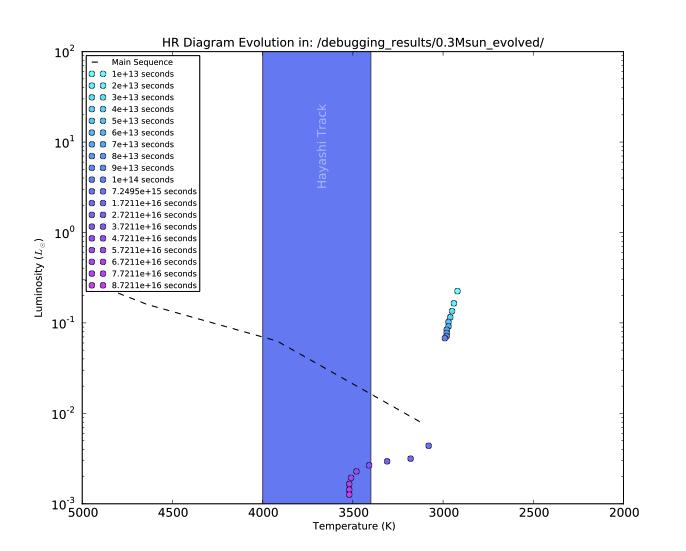 HR Diagram Evolution in: /debugging_results/0.3Msun_evolved/
10²
10¹
10⁰
10⁻¹
10⁻²
10⁻³
Luminosity (L☉)
Main Sequence
1e+13 seconds
2e+13 seconds
3e+13 seconds
4e+13 seconds
5e+13 seconds
6e+13 seconds
7e+13 seconds
8e+13 seconds
9e+13 seconds
1e+14 seconds
7.2495e+15 seconds
1.7211e+16 seconds
2.7211e+16 seconds
3.7211e+16 seconds
4.7211e+16 seconds
5.7211e+16 seconds
6.7211e+16 seconds
7.7211e+16 seconds
8.7211e+16 seconds
Hayashi Track
5000 4500 4000 3500 3000 2500 2000
Temperature (K)